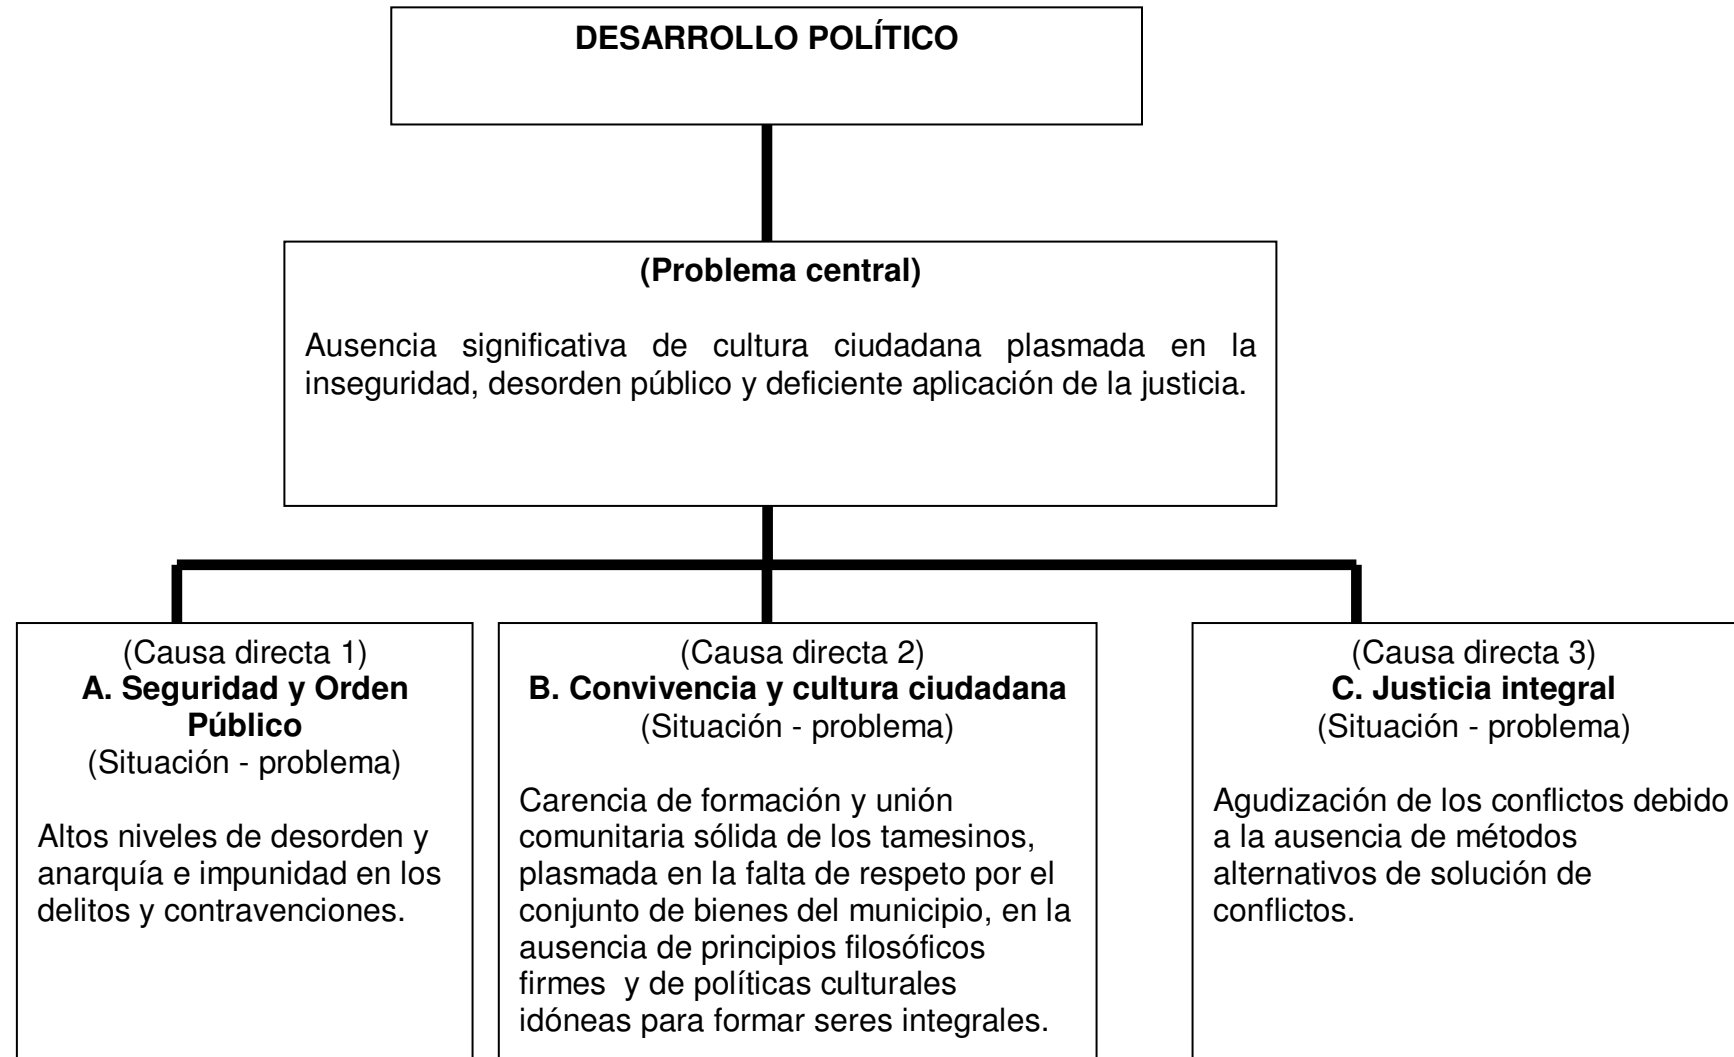 DESARROLLO POLÍTICO
(Problema central)
Ausencia significativa de cultura ciudadana plasmada en la
inseguridad, desorden público y deficiente aplicación de la justicia.
(Causa directa 1)
A. Seguridad y Orden
Público
(Situación - problema)
Altos niveles de desorden y
anarquía e impunidad en los
delitos y contravenciones.
(Causa directa 2)
B. Convivencia y cultura ciudadana
(Situación - problema)
Carencia de formación y unión
comunitaria sólida de los tamesinos,
plasmada en la falta de respeto por el
conjunto de bienes del municipio, en la
ausencia de principios filosóficos
firmes  y de políticas culturales
idóneas para formar seres integrales.
(Causa directa 3)
C. Justicia integral
(Situación - problema)
Agudización de los conflictos debido
a la ausencia de métodos
alternativos de solución de
conflictos.